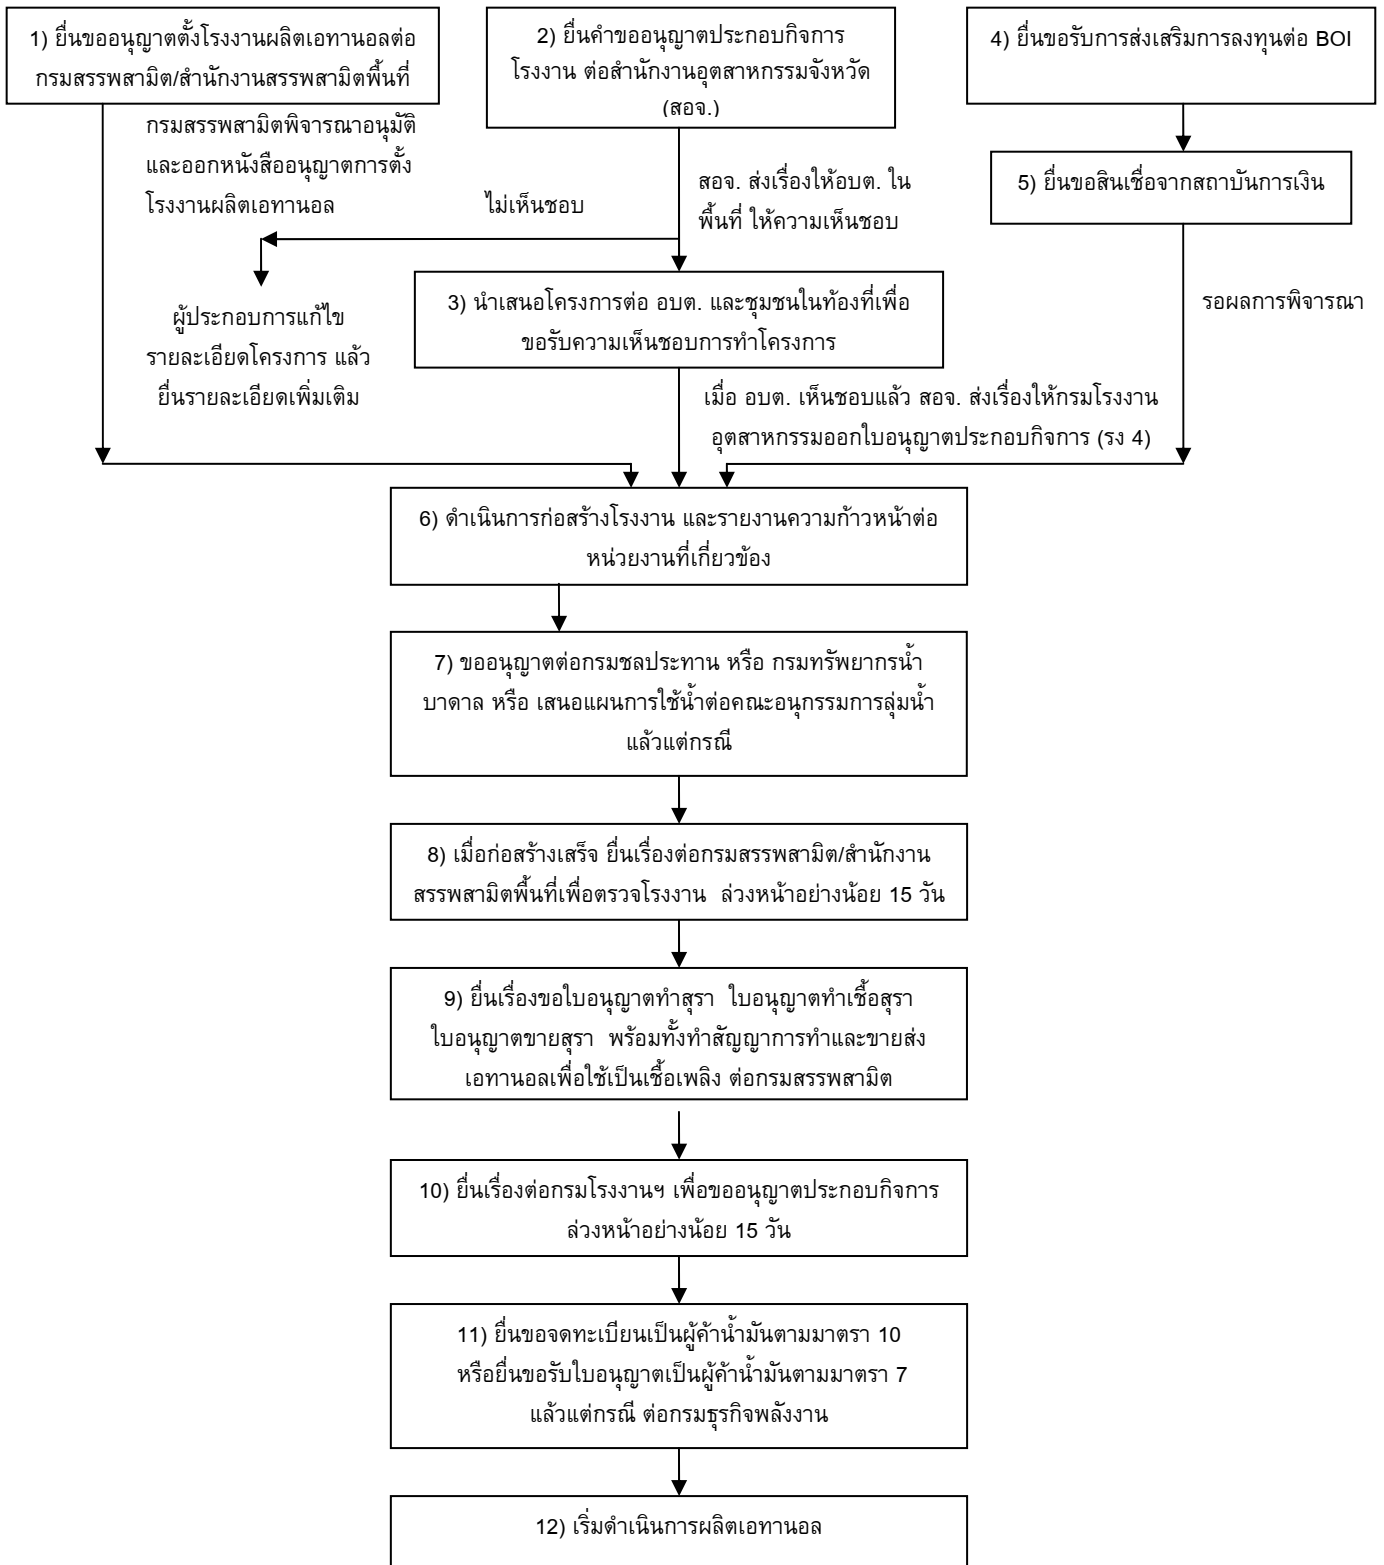 1) ยื่นขออนุญาตตั้งโรงงานผลิตเอทานอลต่อ
กรมสรรพสามิต/สำนักงานสรรพสามิตพื้นที่
2) ยื่นคำขออนุญาตประกอบกิจการ
โรงงาน ต่อสำนักงานอุตสาหกรรมจังหวัด
(สอจ.)
4) ยื่นขอรับการส่งเสริมการลงทุนต่อ BOI
กรมสรรพสามิตพิจารณาอนุมัติ
และออกหนังสืออนุญาตการตั้ง
โรงงานผลิตเอทานอล
ไม่เห็นชอบ
สอจ. ส่งเรื่องให้อบต. ใน
พื้นที่ ให้ความเห็นชอบ
5) ยื่นขอสินเชื่อจากสถาบันการเงิน
ผู้ประกอบการแก้ไข
รายละเอียดโครงการ แล้ว
ยื่นรายละเอียดเพิ่มเติม
3) นำเสนอโครงการต่อ อบต. และชุมชนในท้องที่เพื่อ
ขอรับความเห็นชอบการทำโครงการ
รอผลการพิจารณา
เมื่อ อบต. เห็นชอบแล้ว สอจ. ส่งเรื่องให้กรมโรงงาน
อุตสาหกรรมออกใบอนุญาตประกอบกิจการ (รง 4)
6) ดำเนินการก่อสร้างโรงงาน และรายงานความก้าวหน้าต่อ
หน่วยงานที่เกี่ยวข้อง
7) ขออนุญาตต่อกรมชลประทาน หรือ กรมทรัพยากรน้ำ
บาดาล หรือ เสนอแผนการใช้น้ำต่อคณะอนุกรรมการลุ่มน้ำ
แล้วแต่กรณี
8) เมื่อก่อสร้างเสร็จ ยื่นเรื่องต่อกรมสรรพสามิต/สำนักงาน
สรรพสามิตพื้นที่เพื่อตรวจโรงงาน ล่วงหน้าอย่างน้อย 15 วัน
9) ยื่นเรื่องขอใบอนุญาตทำสุรา ใบอนุญาตทำเชื้อสุรา
ใบอนุญาตขายสุรา พร้อมทั้งทำสัญญาการทำและขายส่ง
เอทานอลเพื่อใช้เป็นเชื้อเพลิง ต่อกรมสรรพสามิต
10) ยื่นเรื่องต่อกรมโรงงานฯ เพื่อขออนุญาตประกอบกิจการ
ล่วงหน้าอย่างน้อย 15 วัน
11) ยื่นขอจดทะเบียนเป็นผู้ค้าน้ำมันตามมาตรา 10
หรือยื่นขอรับใบอนุญาตเป็นผู้ค้าน้ำมันตามมาตรา 7
แล้วแต่กรณี ต่อกรมธุรกิจพลังงาน
12) เริ่มดำเนินการผลิตเอทานอล